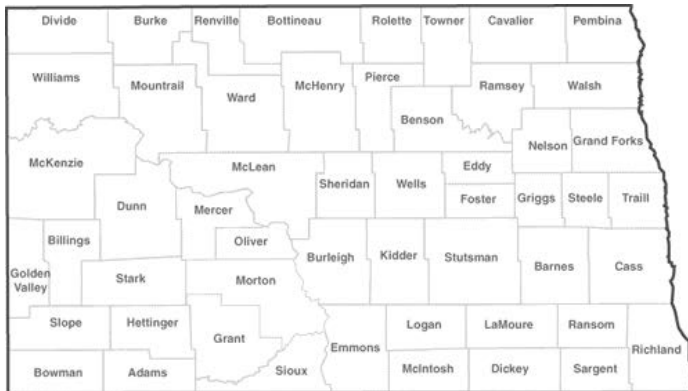 Divide
Burke
Renville
Bottineau
Rolette
Towner
Cavalier
Pembina
Williams
Mountrail
Ward
McHenry
Pierce
Benson
Ramsey
Walsh
McKenzie
McLean
Sheridan
Wells
Eddy
Nelson
Grand Forks
Dunn
Mercer
Foster
Griggs
Steele
Traill
Golden
Valley
Billings
Stark
Oliver
Morton
Burleigh
Kidder
Stutsman
Barnes
Cass
Slope
Hettinger
Grant
Emmons
Logan
LaMoure
Ransom
Richland
Bowman
Adams
Sioux
McIntosh
Dickey
Sargent